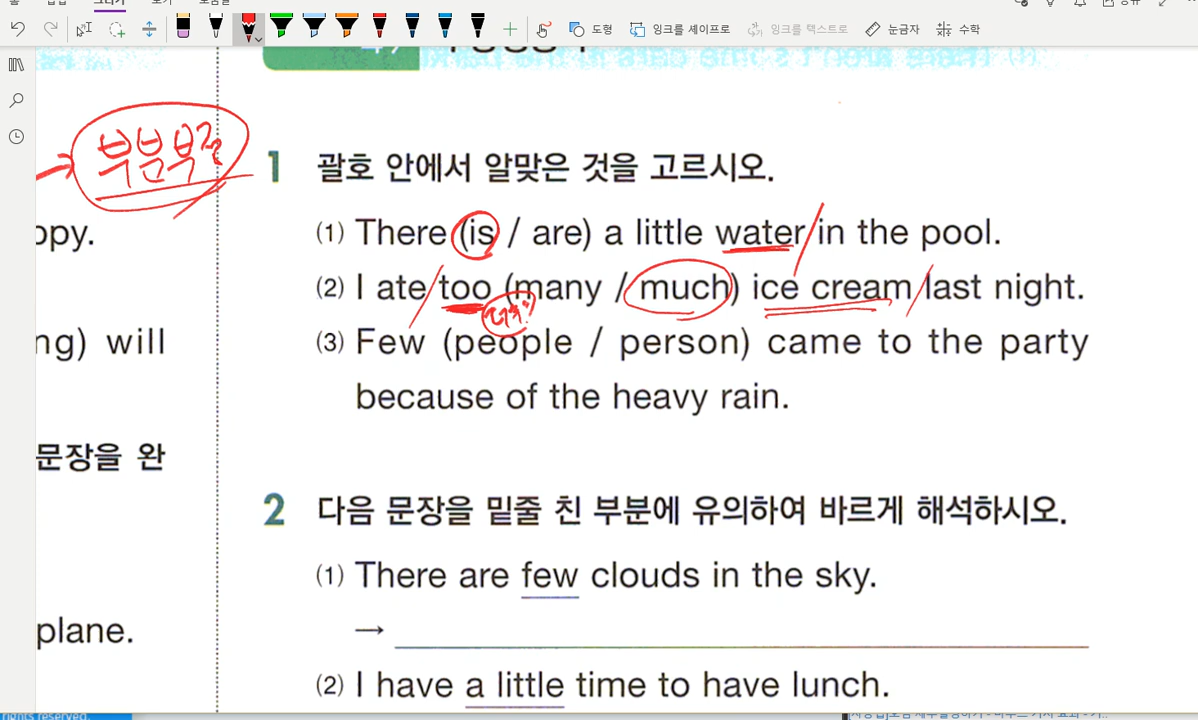 도형
잉크를 셰이프로
잉크를 텍스트로
눈금자
수학
부분부정
1 괄호 안에서 알맞은 것을 고르시오.
opy.
(1) There (is / are) a little water/in the pool.
(2) I ate/too (many / much) ice cream/last night.
너무
ng) will
(3) Few (people / person) came to the party
because of the heavy rain.
문장을 완
2 다음 문장을 밑줄 친 부분에 유의하여 바르게 해석하시오.
(1) There are few clouds in the sky.
plane.
→
(2) I have a little time to have lunch.
ts reserved.